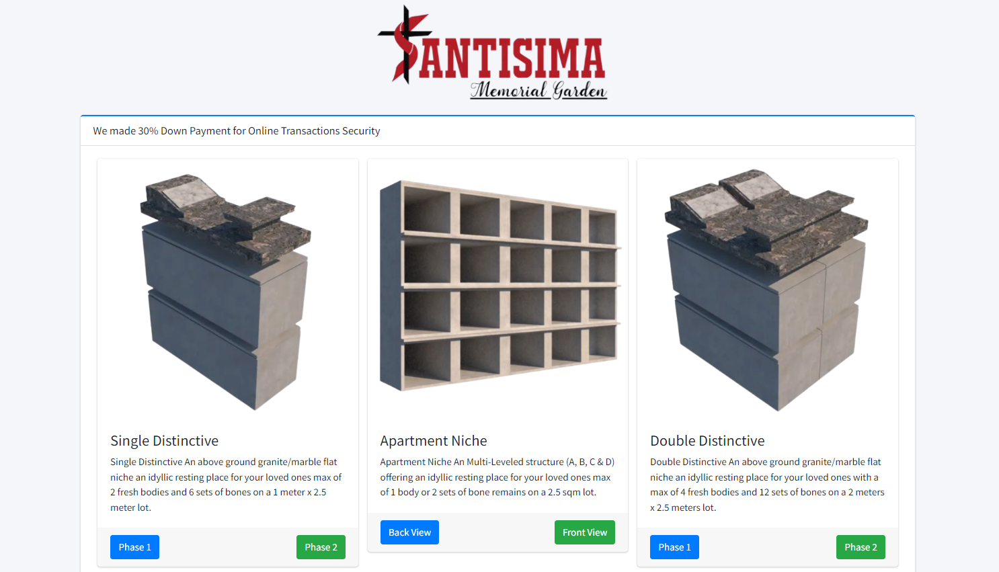 SANTISIMA
Memorial Garden
We made 30% Down Payment for Online Transactions Security
Single Distinctive
Single Distinctive An above ground granite/marble flat
niche an idyllic resting place for your loved ones max of
2 fresh bodies and 6 sets of bones on a 1 meter x 2.5
meter lot.
Phase 1
Phase 2
Apartment Niche
Apartment Niche An Multi-Leveled structure (A, B, C & D)
offering an idyllic resting place for your loved ones max
of 1 body or 2 sets of bone remains on a 2.5 sqm lot.
Back View
Front View
Double Distinctive
Double Distinctive An above ground granite/marble flat
niche an idyllic resting place for your loved ones with a
max of 4 fresh bodies and 12 sets of bones on a 2 meters
x 2.5 meters lot.
Phase 1
Phase 2